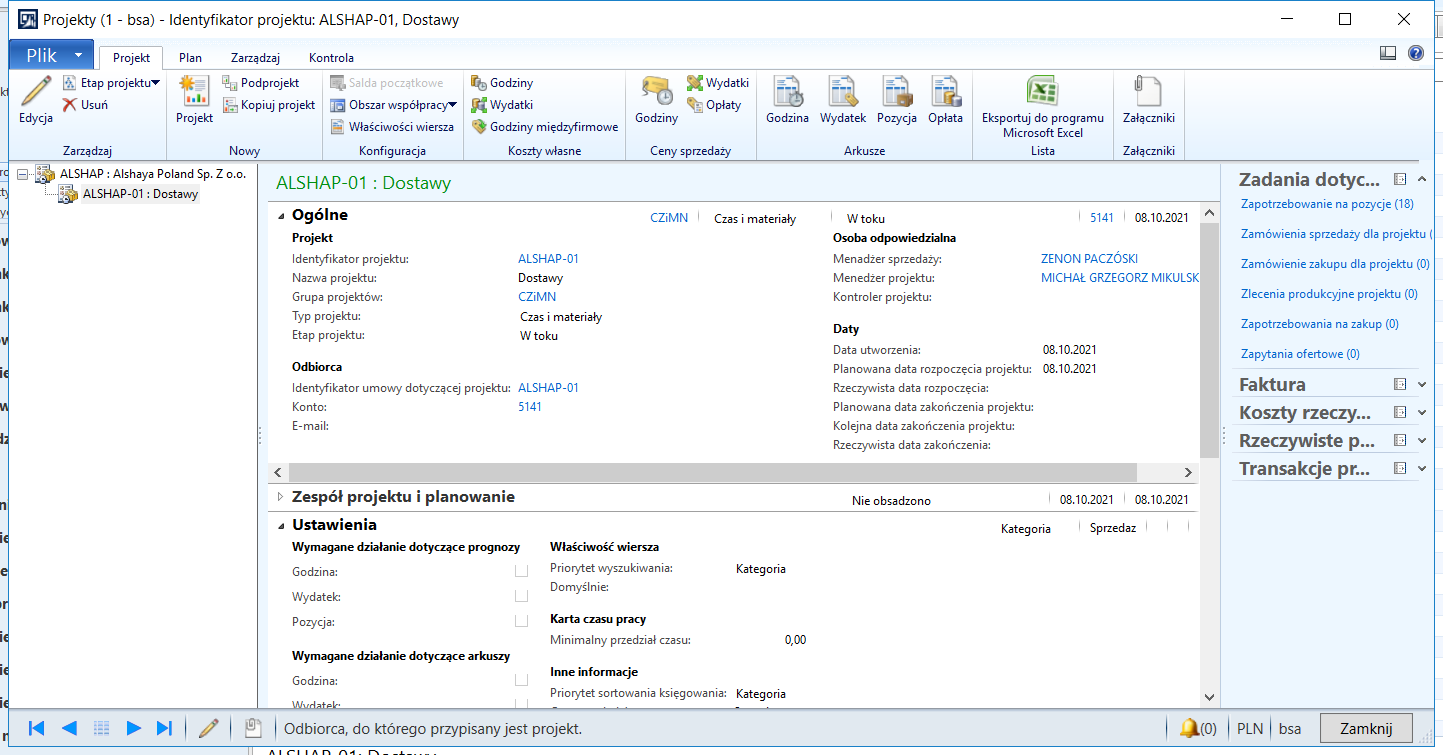 Projekty (1 - bsa) - Identyfikator projektu: ALSHAP-01, Dostawy
Plik
Projekt
Plan
Zarządzaj
Kontrola
Edycja
Etap projektu
Usuń
Zarządzaj
Projekt
Podprojekt
Kopiuj projekt
Nowy
Salda początkowe
Obszar współpracy
Właściwości wiersza
Konfiguracja
Godziny
Wydatki
Godziny międzyfirmowe
Koszty własne
Godziny
Wydatki
Opłaty
Ceny sprzedaży
Godzina
Wydatek
Pozycja
Opłata
Arkusze
Eksportuj do programu
Microsoft Excel
Lista
Załączniki
Załączniki
ALSHAP : Alshaya Poland Sp. Z o.o.
ALSHAP-01 : Dostawy
ALSHAP-01 : Dostawy
Ogólne CZiMN Czas i materiały W toku 5141 08.10.2021
Projekt
Identyfikator projektu: ALSHAP-01
Nazwa projektu: Dostawy
Grupa projektów: CZiMN
Typ projektu: Czas i materiały
Etap projektu: W toku
Odbiorca
Identyfikator umowy dotyczącej projektu: ALSHAP-01
Konto: 5141
E-mail:
Osoba odpowiedzialna
Menadżer sprzedaży: ZENON PACZÓSKI
Menedżer projektu: MICHAŁ GRZEGORZ MIKULSK
Kontroler projektu:
Daty
Data utworzenia: 08.10.2021
Planowana data rozpoczęcia projektu: 08.10.2021
Rzeczywista data rozpoczęcia:
Planowana data zakończenia projektu:
Kolejna data zakończenia projektu:
Rzeczywista data zakończenia:
Zespół projektu i planowanie Nie obsadzono 08.10.2021 08.10.2021
Ustawienia Kategoria Sprzedaz
Wymagane działanie dotyczące prognozy
Godzina:
Wydatek:
Pozycja:
Wymagane działanie dotyczące arkuszy
Godzina:
Wydatek:
Właściwość wiersza
Priorytet wyszukiwania: Kategoria
Domyślnie:
Karta czasu pracy
Minimalny przedział czasu: 0,00
Inne informacje
Priorytet sortowania księgowania: Kategoria
Zadania dotyc...
Zapotrzebowanie na pozycje (18)
Zamówienia sprzedaży dla projektu (
Zamówienie zakupu dla projektu (0)
Zlecenia produkcyjne projektu (0)
Zapotrzebowania na zakup (0)
Zapytania ofertowe (0)
Faktura
Koszty rzeczy...
Rzeczywiste p...
Transakcje pr...
Odbiorca, do którego przypisany jest projekt.
(0)
PLN
bsa
Zamknij